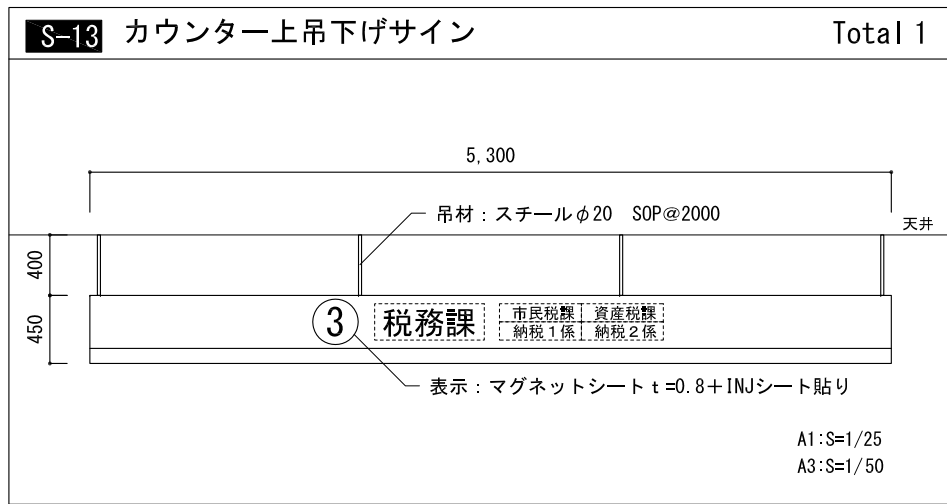 S-13 カウンター上吊下げサイン Total 1
5,300
吊材：スチールφ20 SOP@2000
天井
400
450
3 税務課 市民税課 資産税課
納税1係 納税2係
表示：マグネットシートt=0.8+INJシート貼り
A1:S=1/25
A3:S=1/50